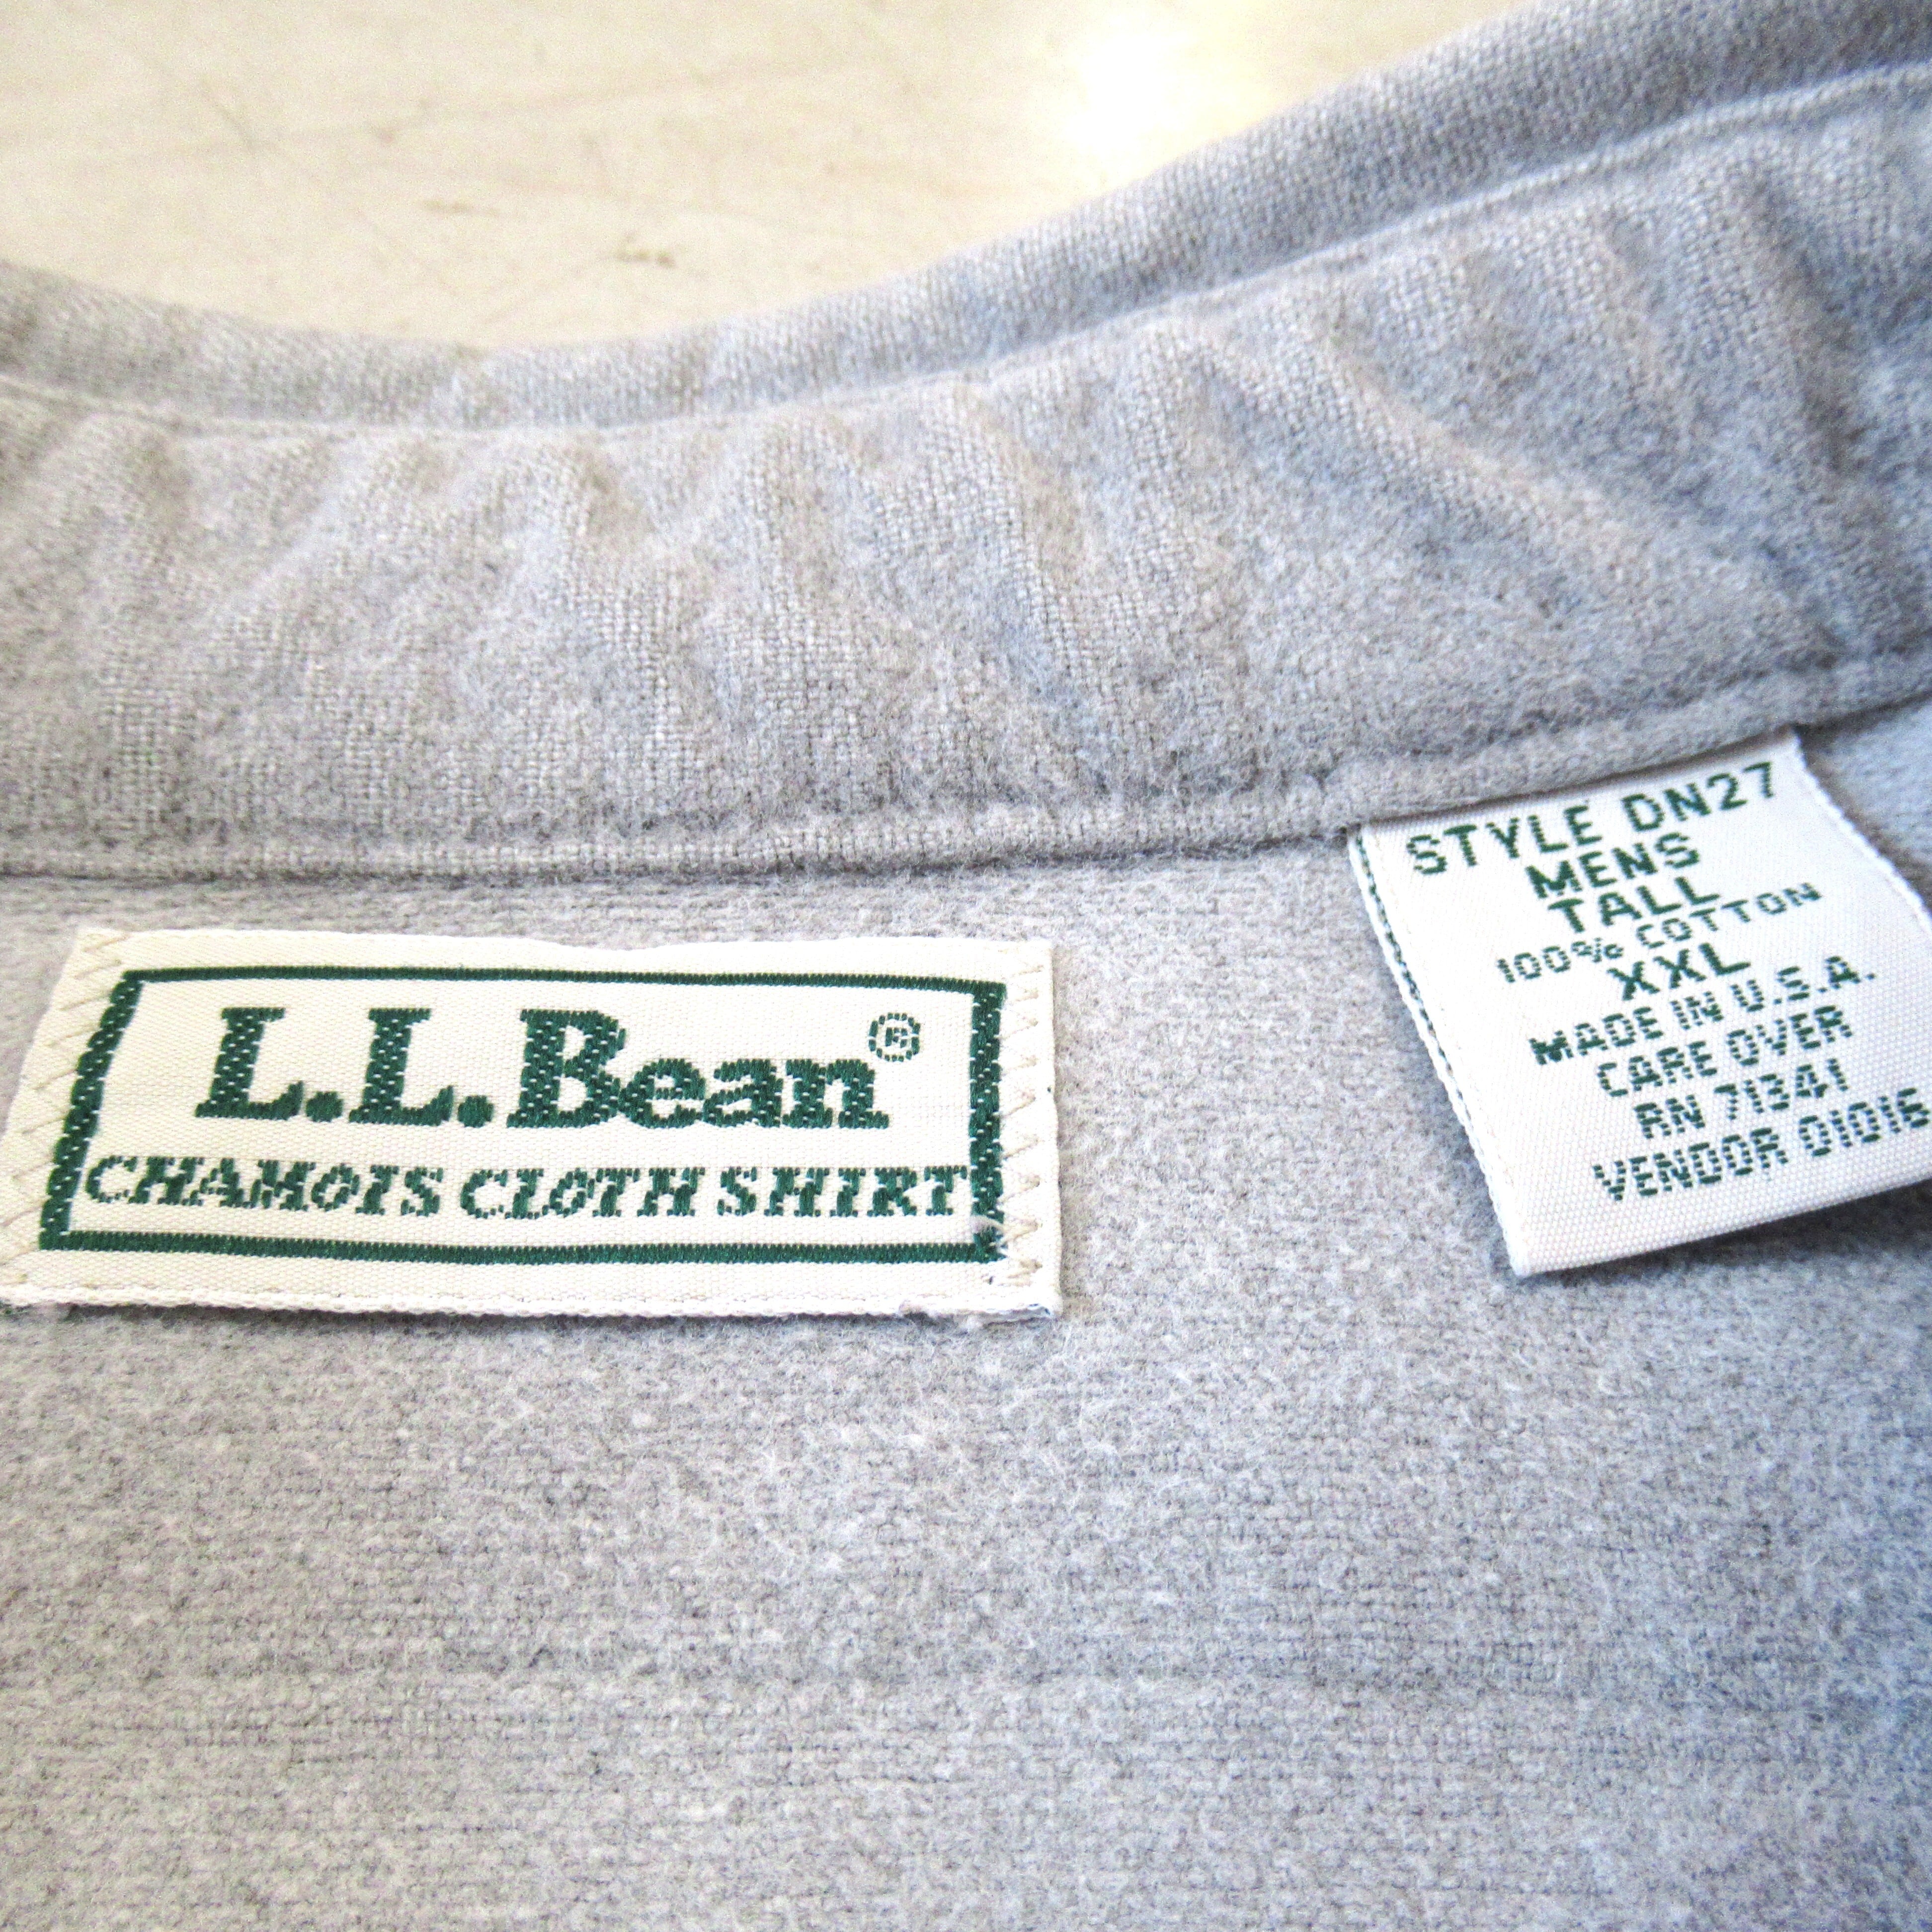 L.L.Bean®
CHAMOIS CLOTH SHIRT
STYLE DN27
MENS
TALL
100% COTTON
XXL
MADE IN U.S.A.
CARE OVER
RN 71341
VENDOR 01016